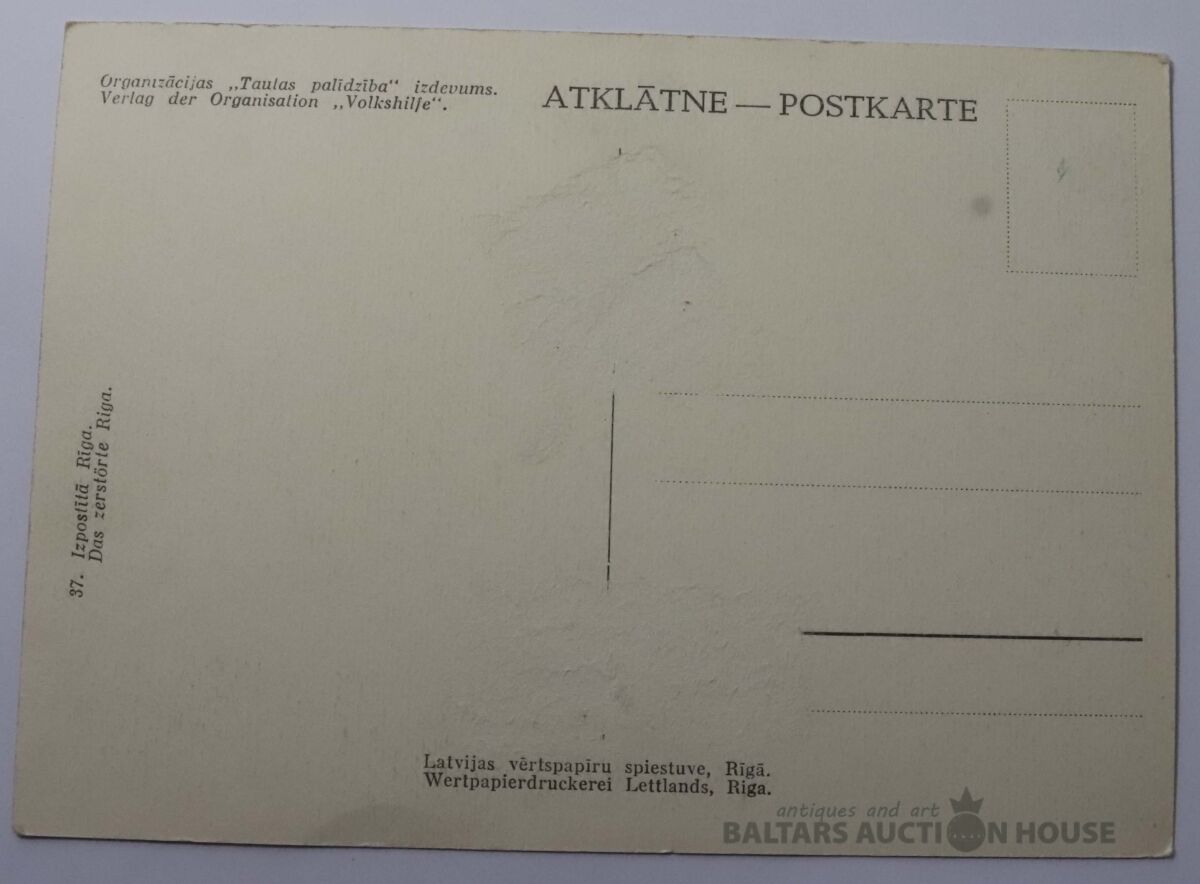 Organizācijas „Tautas palīdzība“ izdevums.
Verlag der Organisation „Volkshilfe“.
ATKLĀTNE — POSTKARTE
37. Izpostītā Rīga.
Das zerstörte Riga.
Latvijas vērtspapīru spiestuve, Rīgā.
Wertpapierdruckerei Lettlands, Riga.
antiques and art
BALTARS AUCTION HOUSE